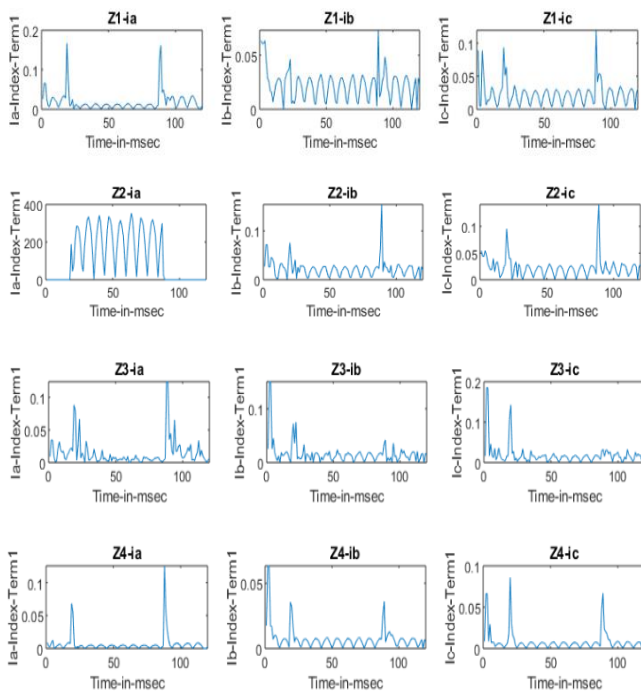 Z1-ia
Ia-Index-Term1
0.2
0.1
0
0 50 100
Time-in-msec
Z1-ib
Ib-Index-Term1
0.05
0
0 50 100
Time-in-msec
Z1-ic
Ic-Index-Term1
0.1
0.05
0
0 50 100
Time-in-msec
Z2-ia
Ia-Index-Term1
400
200
0
0 50 100
Time-in-msec
Z2-ib
Ib-Index-Term1
0.1
0.05
0
0 50 100
Time-in-msec
Z2-ic
Ic-Index-Term1
0.1
0.05
0
0 50 100
Time-in-msec
Z3-ia
Ia-Index-Term1
0.1
0.05
0
0 50 100
Time-in-msec
Z3-ib
Ib-Index-Term1
0.1
0
0 50 100
Time-in-msec
Z3-ic
Ic-Index-Term1
0.2
0.1
0
0 50 100
Time-in-msec
Z4-ia
Ia-Index-Term1
0.1
0.05
0
0 50 100
Time-in-msec
Z4-ib
Ib-Index-Term1
0.05
0
0 50 100
Time-in-msec
Z4-ic
Ic-Index-Term1
0.1
0.05
0
0 50 100
Time-in-msec